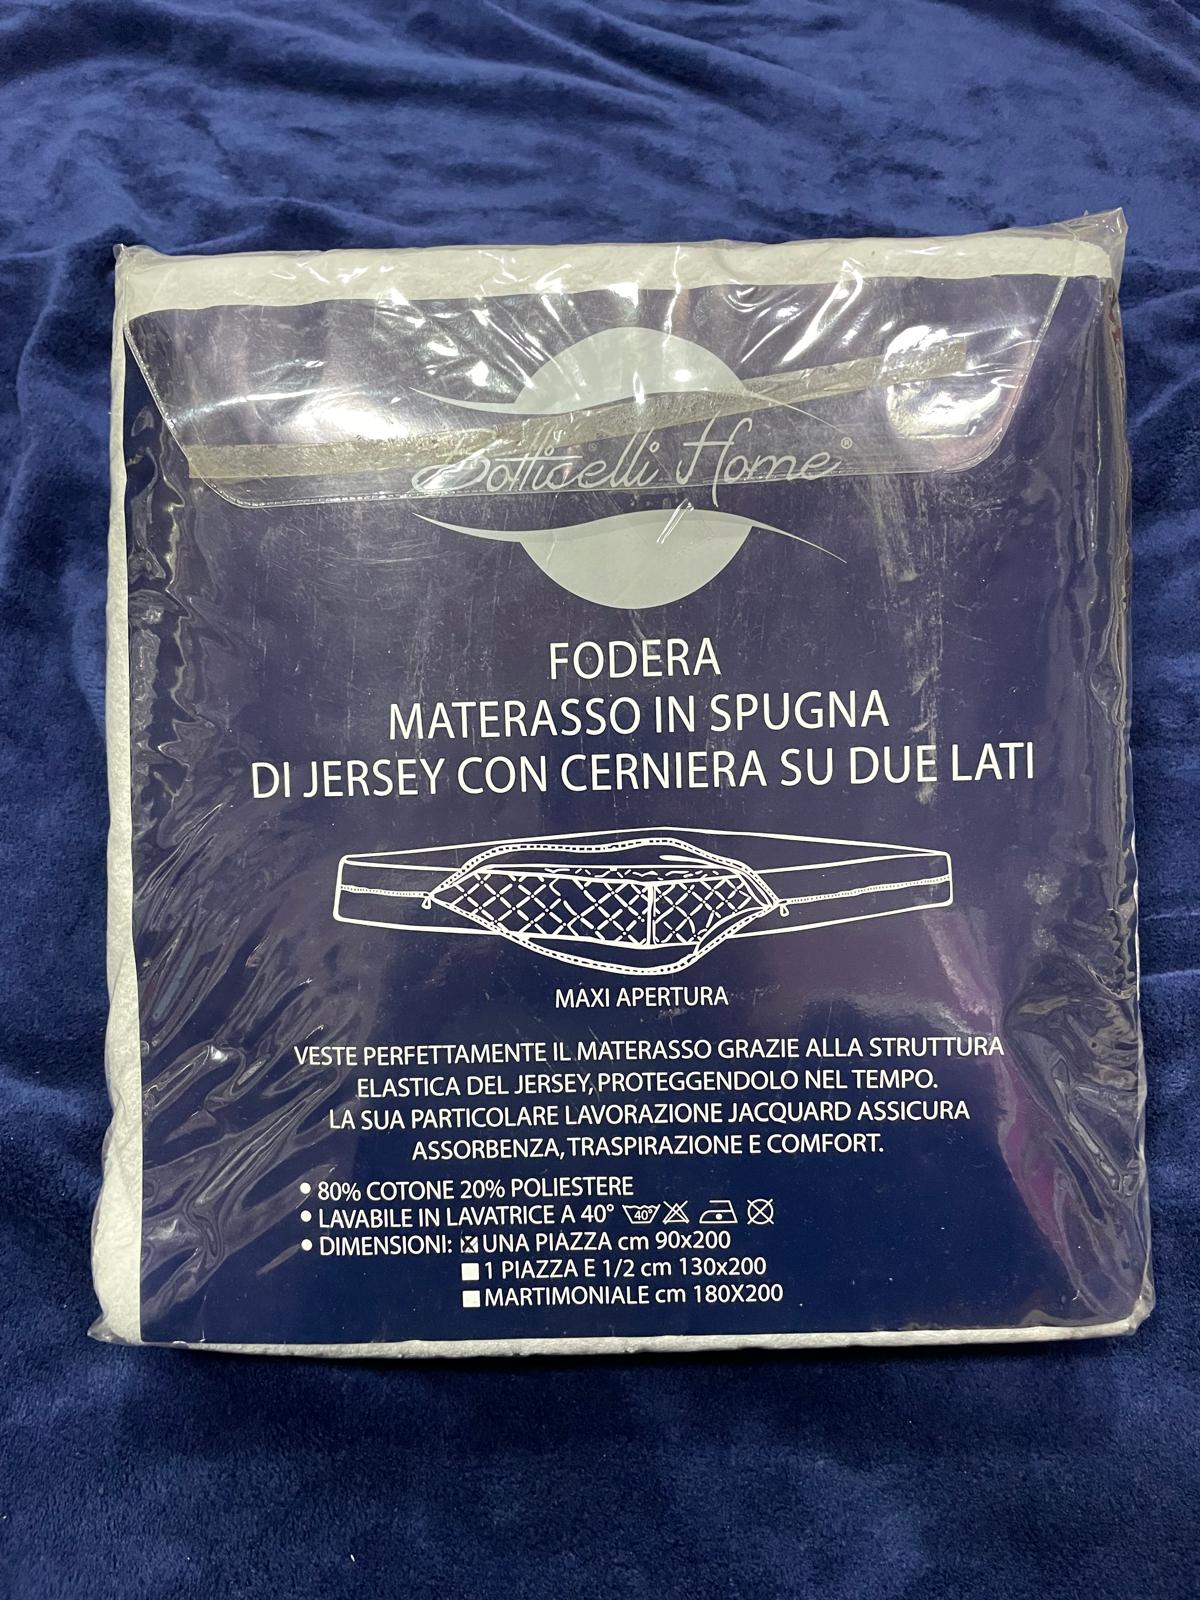 Botticelli Home®
FODERA
MATERASSO IN SPUGNA
DI JERSEY CON CERNIERA SU DUE LATI
MAXI APERTURA
VESTE PERFETTAMENTE IL MATERASSO GRAZIE ALLA STRUTTURA
ELASTICA DEL JERSEY, PROTEGGENDOLO NEL TEMPO.
LA SUA PARTICOLARE LAVORAZIONE JACQUARD ASSICURA
ASSORBENZA, TRASPIRAZIONE E COMFORT.
• 80% COTONE 20% POLIESTERE
• LAVABILE IN LAVATRICE A 40° 40°
• DIMENSIONI: ☒ UNA PIAZZA cm 90x200
1 PIAZZA E 1/2 cm 130x200
MARTIMONIALE cm 180X200